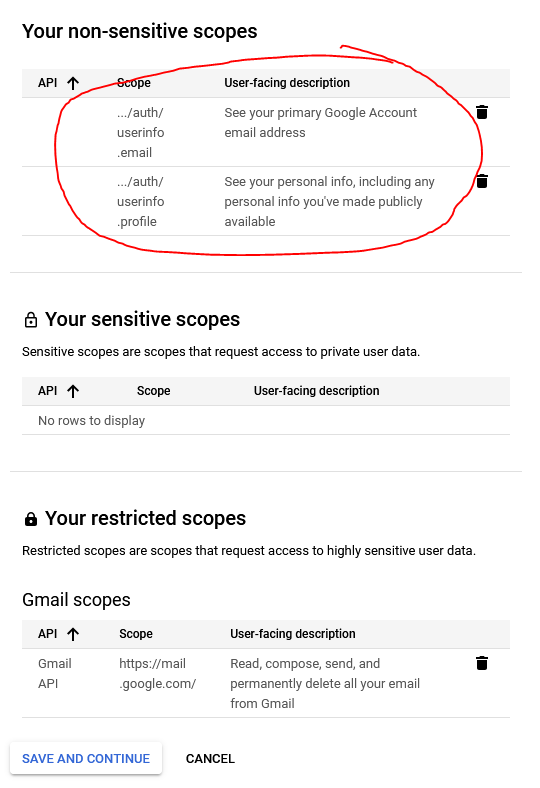 Your non-sensitive scopes
API Scope User-facing description
.../auth/ See your primary Google Account
userinfo email address
.email
.../auth/ See your personal info, including any
userinfo personal info you've made publicly
.profile available
Your sensitive scopes
Sensitive scopes are scopes that request access to private user data.
API Scope User-facing description
No rows to display
Your restricted scopes
Restricted scopes are scopes that request access to highly sensitive user data.
Gmail scopes
API Scope User-facing description
Gmail https://mail Read, compose, send, and
API .google.com/ permanently delete all your email
from Gmail
SAVE AND CONTINUE CANCEL